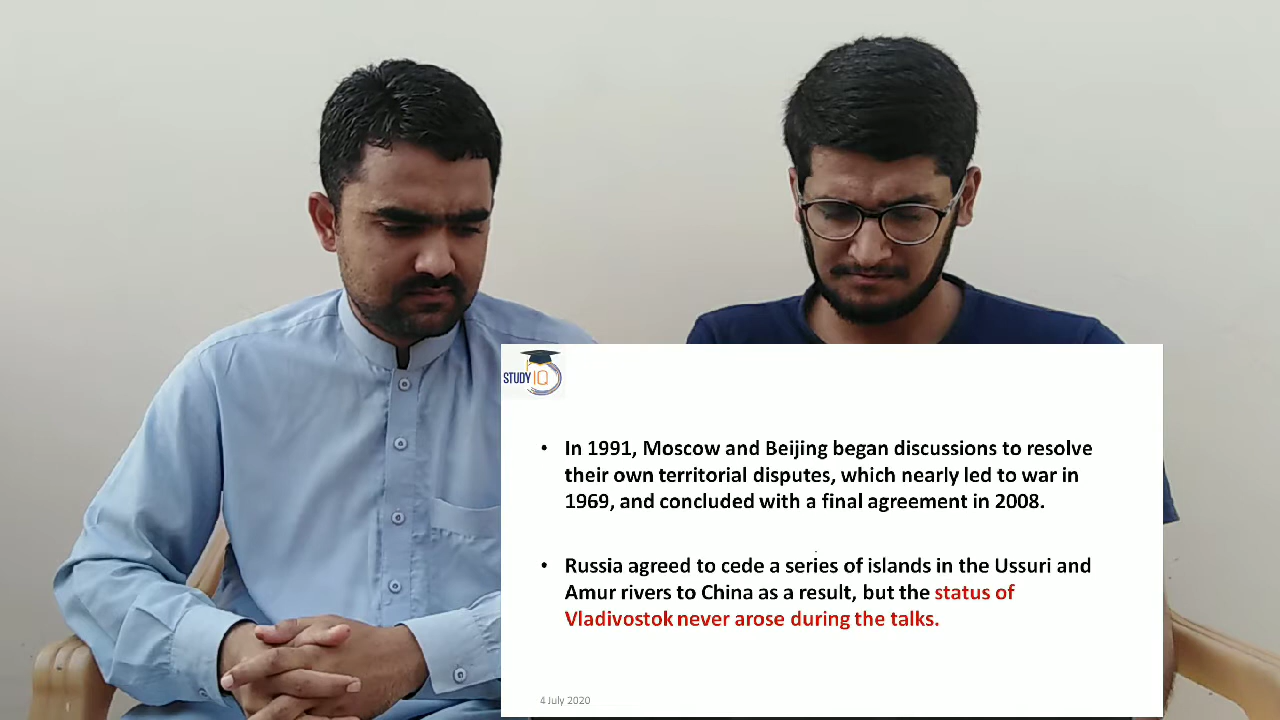 STUDY IQ
• In 1991, Moscow and Beijing began discussions to resolve
their own territorial disputes, which nearly led to war in
1969, and concluded with a final agreement in 2008.
• Russia agreed to cede a series of islands in the Ussuri and
Amur rivers to China as a result, but the status of
Vladivostok never arose during the talks.
4 July 2020